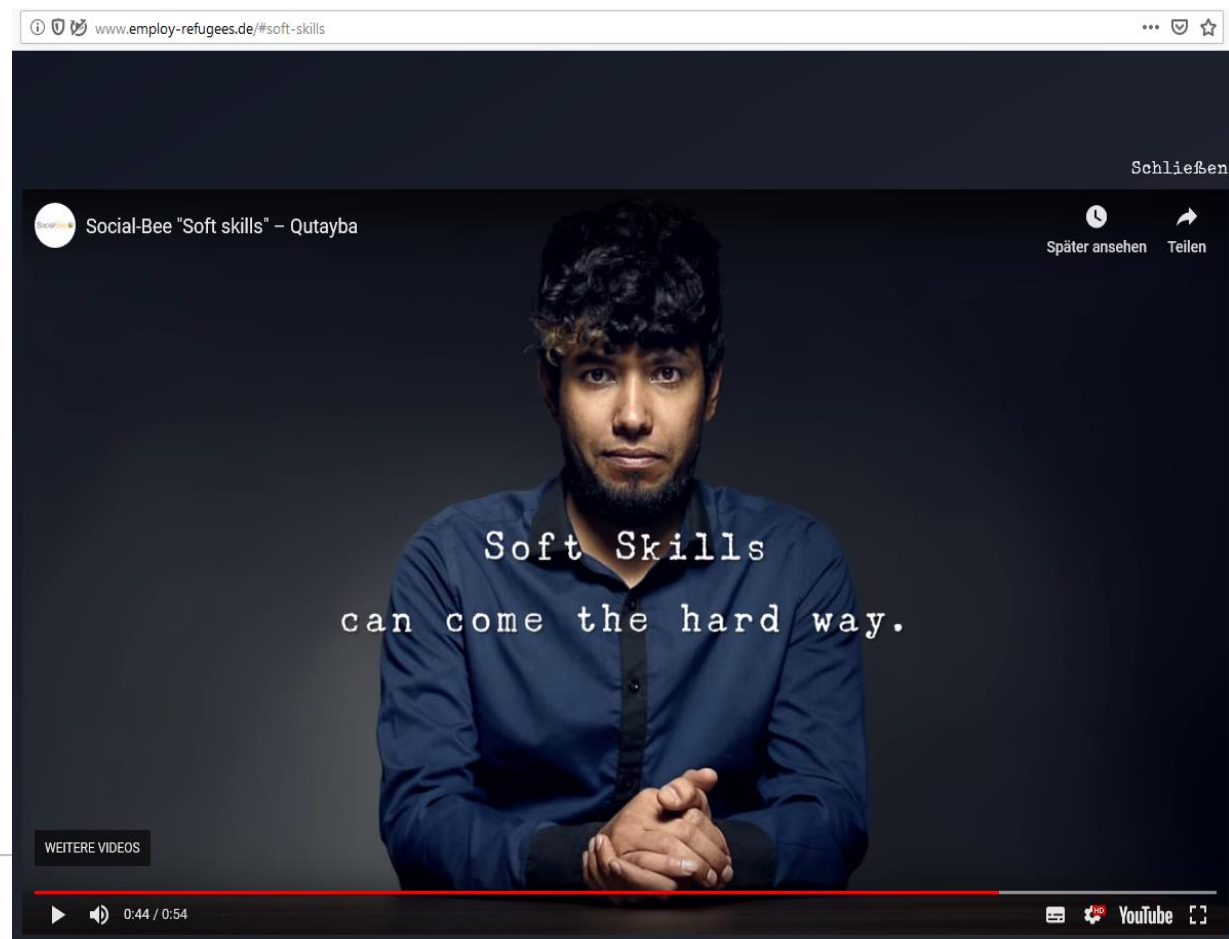 www.employ-refugees.de/#soft-skills
Schließen
Social-Bee "Soft skills" – Qutayba
Später ansehen
Teilen
Soft Skills
can come the hard way.
WEITERE VIDEOS
0:44 / 0:54
HD
YouTube